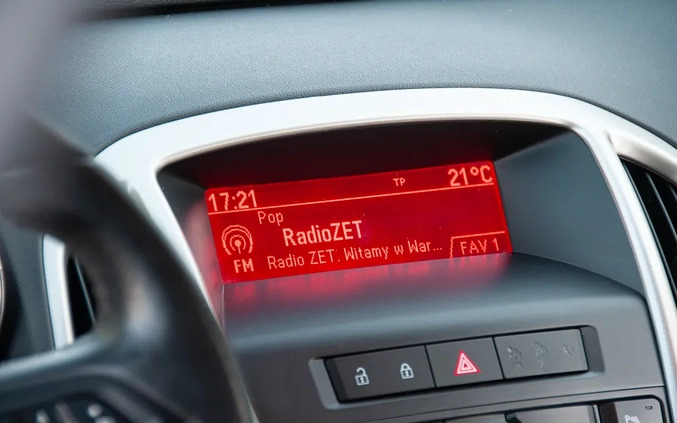 17:21 TP 21°C
Pop
RadioZET
FM Radio ZET. Witamy w War... FAV 1